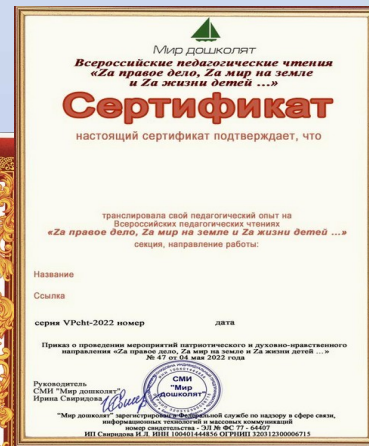 Мир дошколят
Всероссийские педагогические чтения
«Zа правое дело, Zа мир на земле
и Zа жизни детей ...»
Сертификат
настоящий сертификат подтверждает, что
транслировала свой педагогический опыт на
Всероссийских педагогических чтениях
«Zа правое дело, Zа мир на земле и Zа жизни детей ...»
секция, направление работы:
Название
Ссылка
серия VPcht-2022 номер дата
Приказ о проведении мероприятий патриотического и духовно-нравственного
направления «Zа правое дело, Zа мир на земле и Zа жизни детей ...»
№ 47 от 04 мая 2022 года
Руководитель
СМИ "Мир дошколят"
Ирина Свиридова
СМИ
"Мир
дошколят"
"Мир дошколят" зарегистрирован в Федеральной службе по надзору в сфере связи,
информационных технологий и массовых коммуникаций
номер свидетельства - ЭЛ № ФС 77 - 64407
ИП Свиридова И.Л. ИНН 100401444856 ОГРНИП 320312300006715